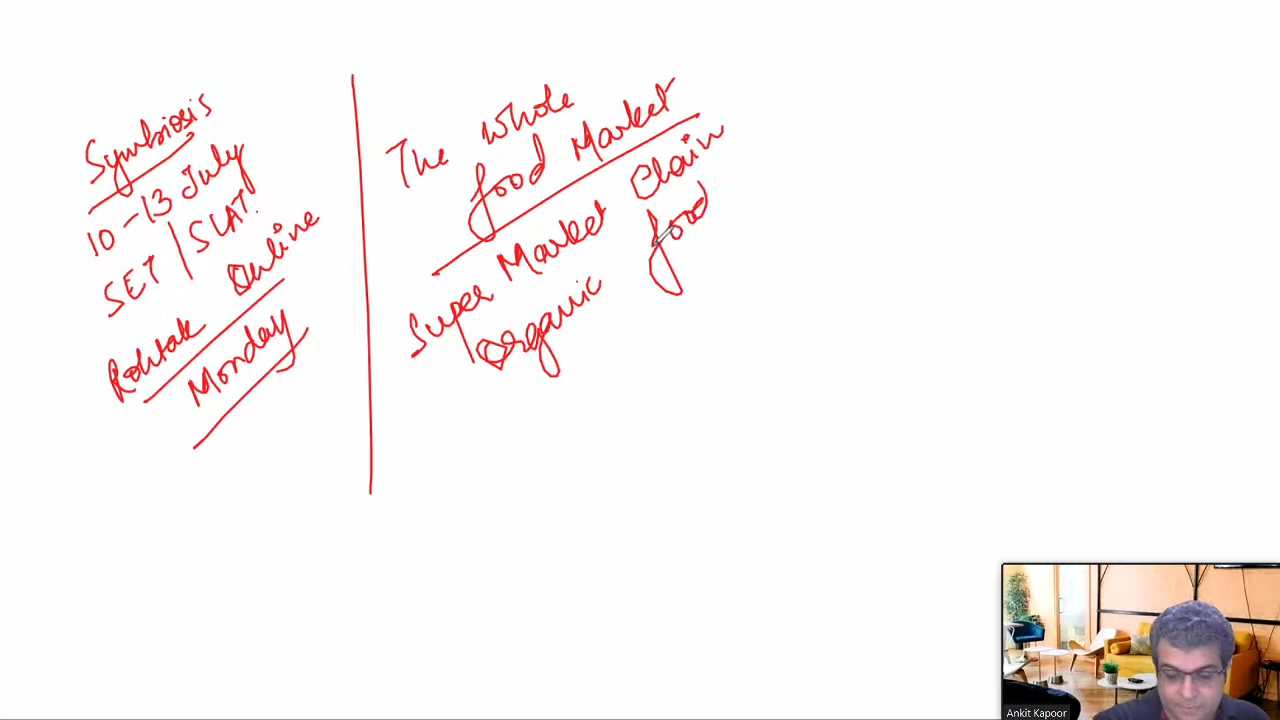 Symbiosis
10-13 July
SET / SLAT.
Online
Rohtak
Monday
The whole
food Market
Super Market Chain
organic food
Ankit Kapoor